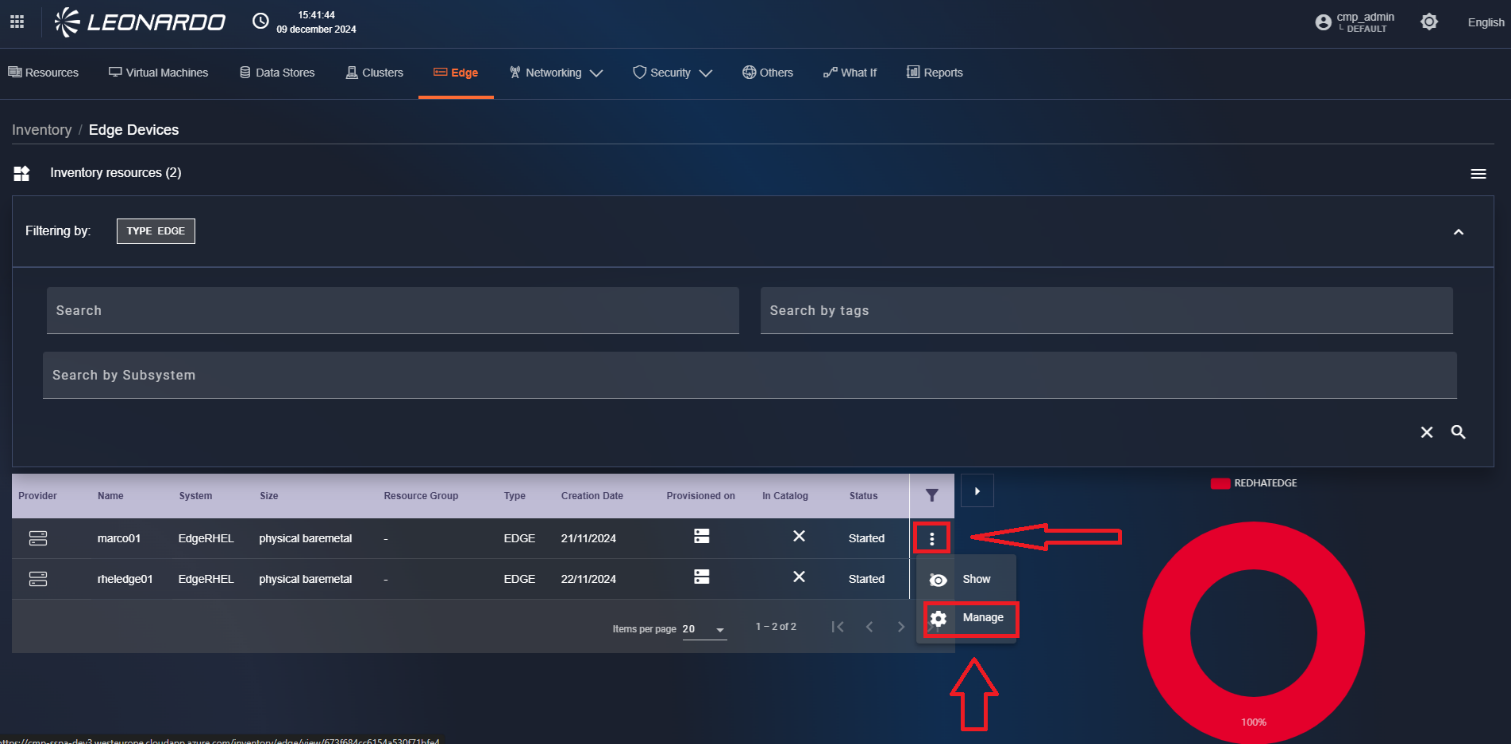 LEONARDO
15:41:44
09 december 2024
cmp_admin
DEFAULT
English
Resources Virtual Machines Data Stores Clusters Edge Networking Security Others What If Reports
Inventory / Edge Devices
Inventory resources (2)
Filtering by: TYPE EDGE
Search Search by tags
Search by Subsystem
Provider Name System Size Resource Group Type Creation Date Provisioned on In Catalog Status
REDHATEDGE
marco01 EdgeRHEL physical baremetal - EDGE 21/11/2024 Started
rheledge01 EdgeRHEL physical baremetal - EDGE 22/11/2024 Started
Show
Manage
Items per page 20 1 – 2 of 2
100%